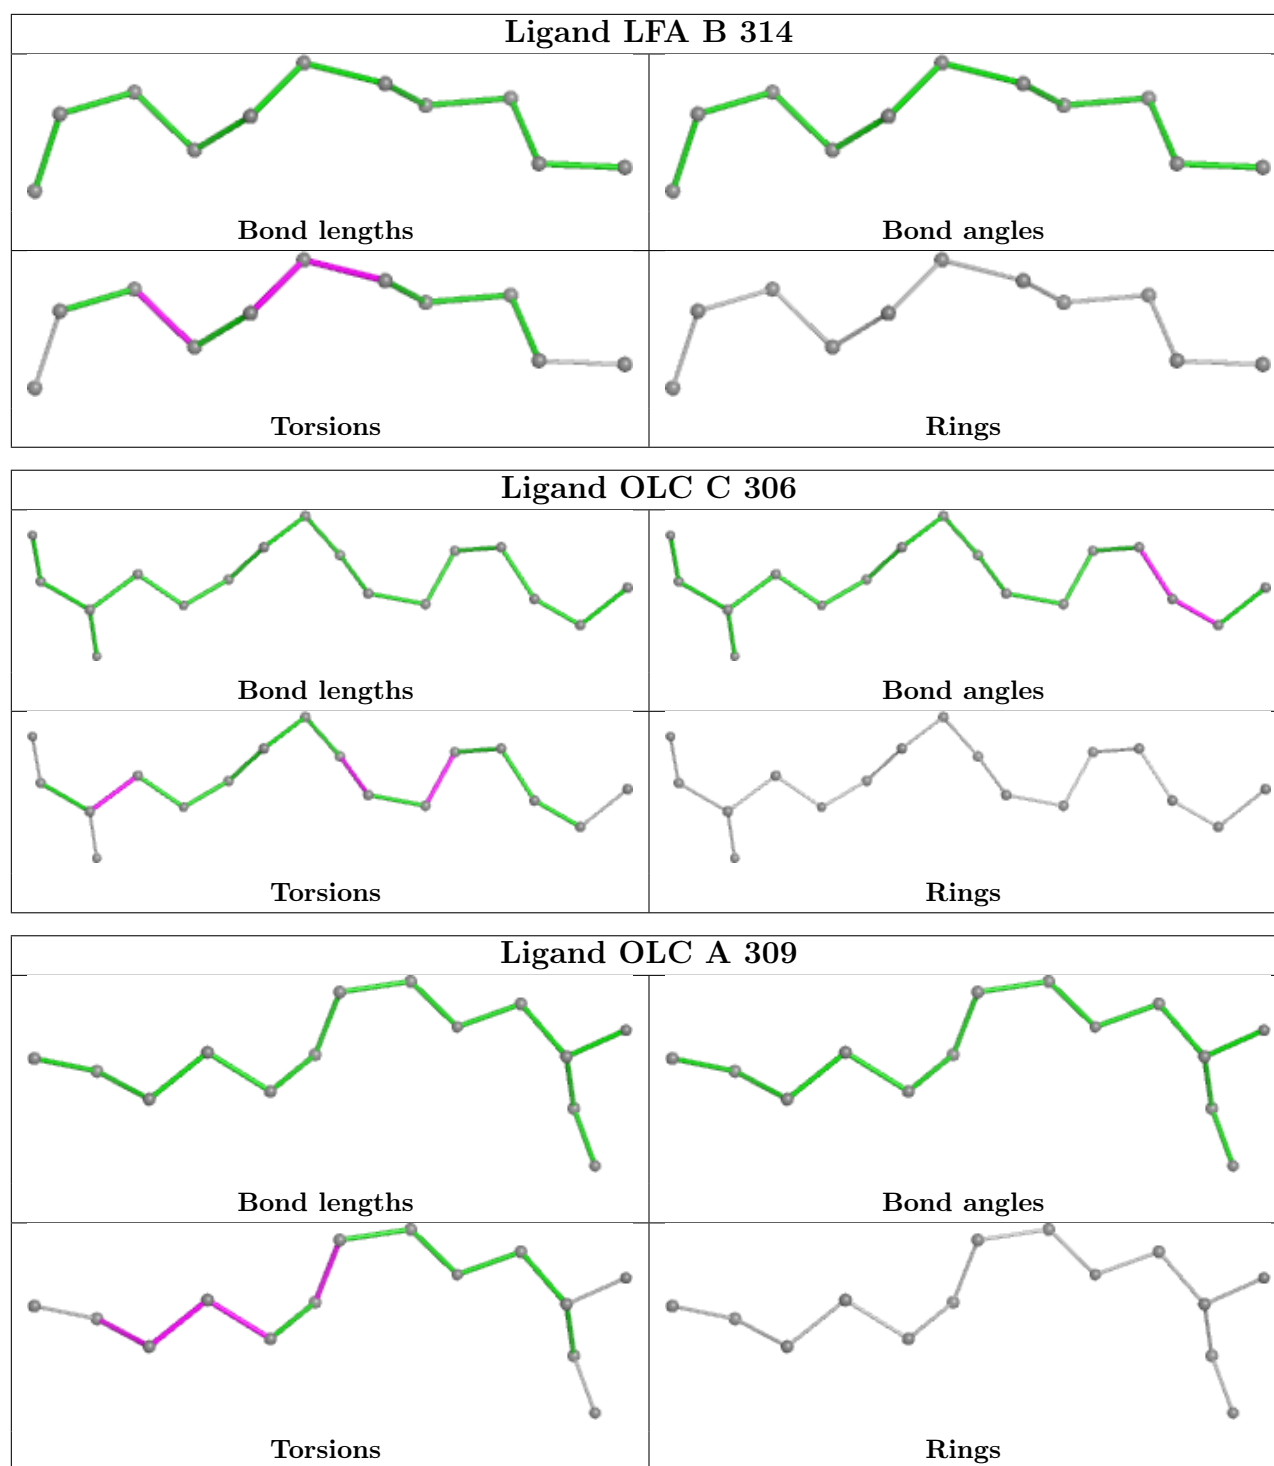 Ligand LFA B 314
Bond lengths
Bond angles
Torsions
Rings
Ligand OLC C 306
Bond lengths
Bond angles
Torsions
Rings
Ligand OLC A 309
Bond lengths
Bond angles
Torsions
Rings